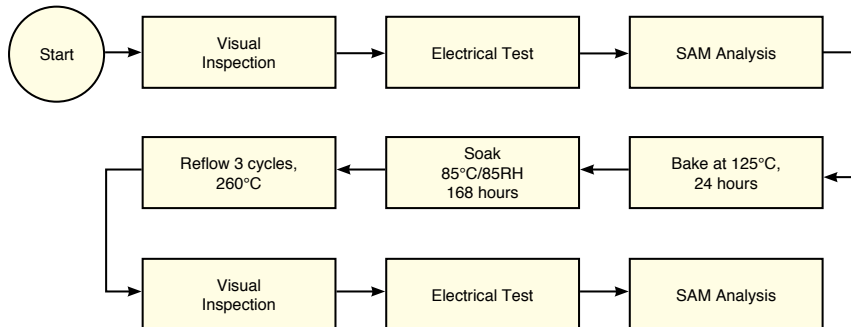 Start
Visual
Inspection
Electrical Test
SAM Analysis
Reflow 3 cycles,
260°C
Soak
85°C/85RH
168 hours
Bake at 125°C,
24 hours
Visual
Inspection
Electrical Test
SAM Analysis